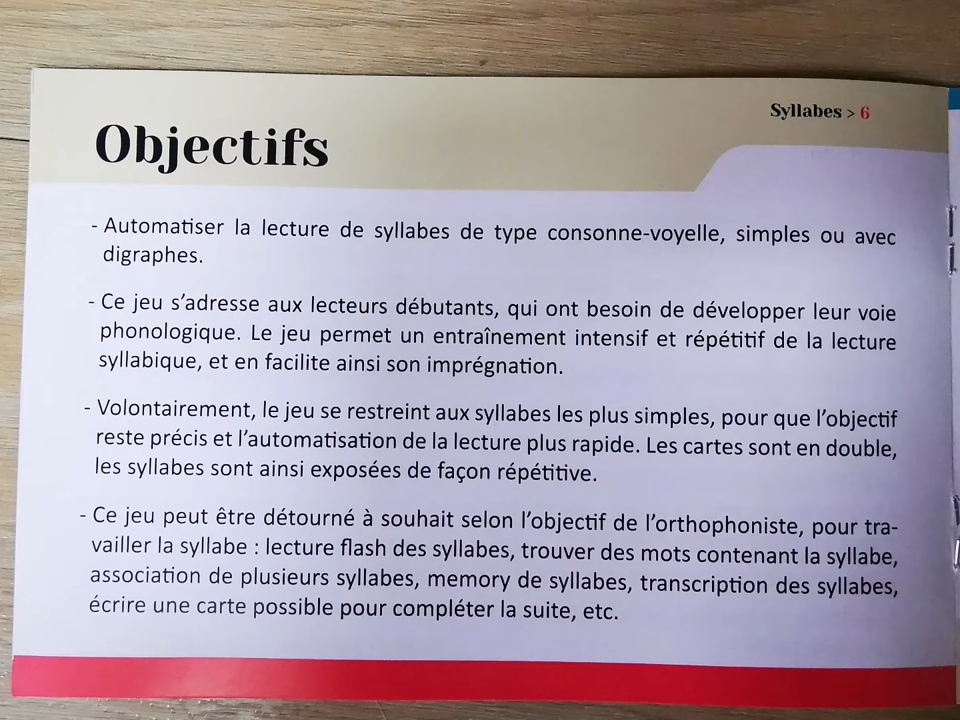 Syllabes > 6
Objectifs
- Automatiser la lecture de syllabes de type consonne-voyelle, simples ou avec
digraphes.
- Ce jeu s'adresse aux lecteurs débutants, qui ont besoin de développer leur voie
phonologique. Le jeu permet un entraînement intensif et répétitif de la lecture
syllabique, et en facilite ainsi son imprégnation.
- Volontairement, le jeu se restreint aux syllabes les plus simples, pour que l'objectif
reste précis et l'automatisation de la lecture plus rapide. Les cartes sont en double,
les syllabes sont ainsi exposées de façon répétitive.
- Ce jeu peut être détourné à souhait selon l'objectif de l'orthophoniste, pour tra-
vailler la syllabe : lecture flash des syllabes, trouver des mots contenant la syllabe,
association de plusieurs syllabes, memory de syllabes, transcription des syllabes,
écrire une carte possible pour compléter la suite, etc.